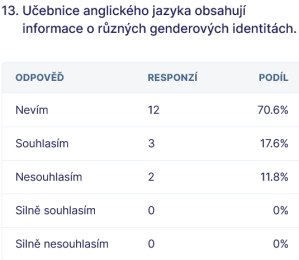 13. Učebnice anglického jazyka obsahují
informace o různých genderových identitách.
ODPOVĚĎ RESPONZÍ PODÍL
Nevím 12 70.6%
Souhlasím 3 17.6%
Nesouhlasím 2 11.8%
Silně souhlasím 0 0%
Silně nesouhlasím 0 0%